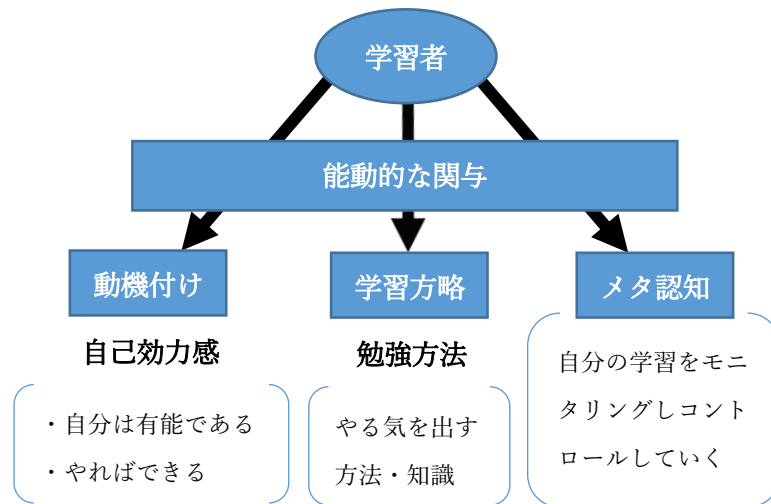 学習者
能動的な関与
動機付け
学習方略
メタ認知
自己効力感
勉強方法
・自分は有能である
・やればできる
やる気を出す
方法・知識
自分の学習をモニ
タリングしコント
ロールしていく